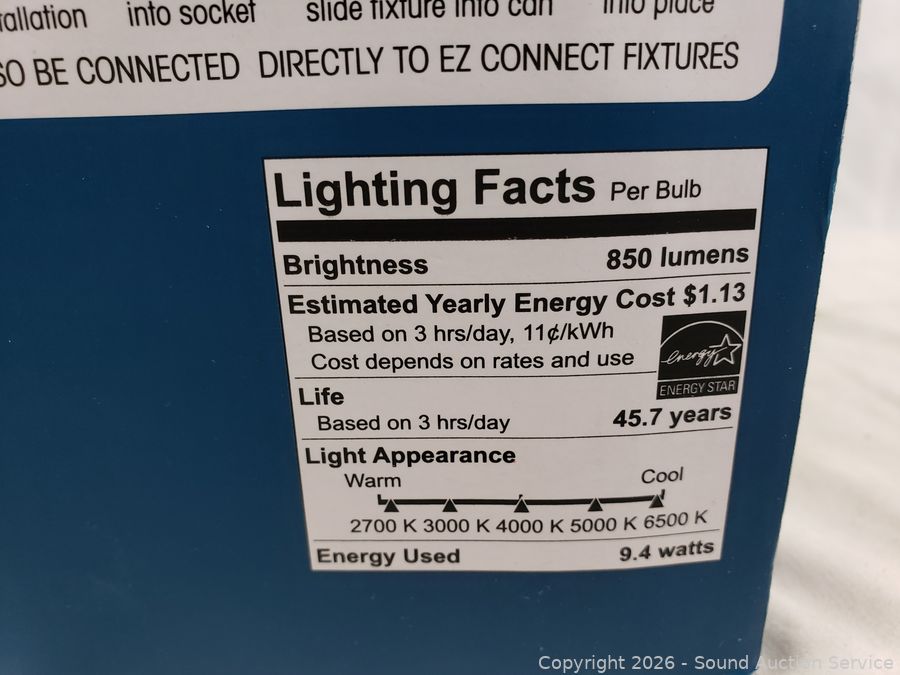 into socket slide fixture into can into place
SO BE CONNECTED DIRECTLY TO EZ CONNECT FIXTURES
Lighting Facts Per Bulb
Brightness 850 lumens
Estimated Yearly Energy Cost $1.13
Based on 3 hrs/day, 11¢/kWh
Cost depends on rates and use
energy
ENERGY STAR
Life
Based on 3 hrs/day 45.7 years
Light Appearance
Warm Cool
2700 K 3000 K 4000 K 5000 K 6500 K
Energy Used 9.4 watts
Copyright 2026 - Sound Auction Service